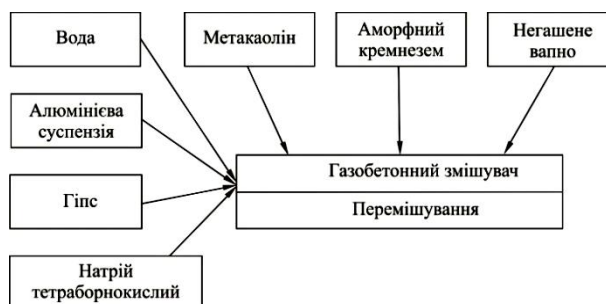 Вода
Метакаолін
Аморфний
кремнезем
Негашене
вапно
Алюмінієва
суспензія
Газобетонний змішувач
Гіпс
Перемішування
Натрій
тетраборнокислий